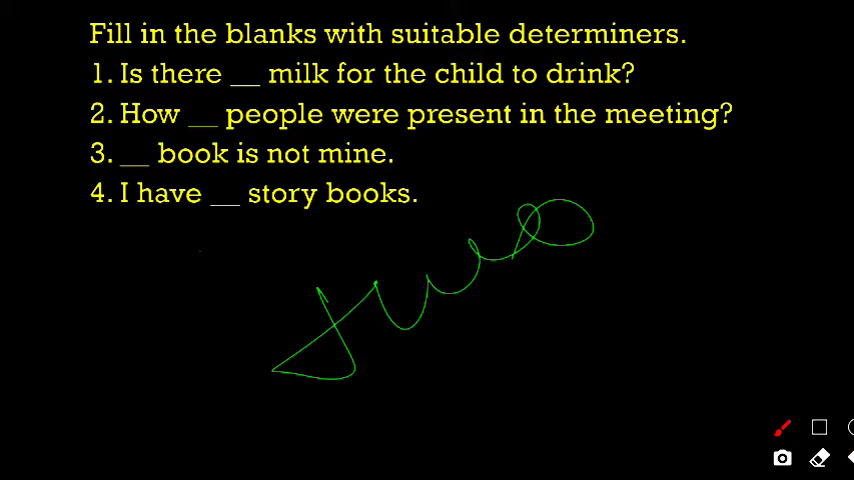 Fill in the blanks with suitable determiners.
1. Is there __ milk for the child to drink?
2. How __ people were present in the meeting?
3. __ book is not mine.
4. I have __ story books.